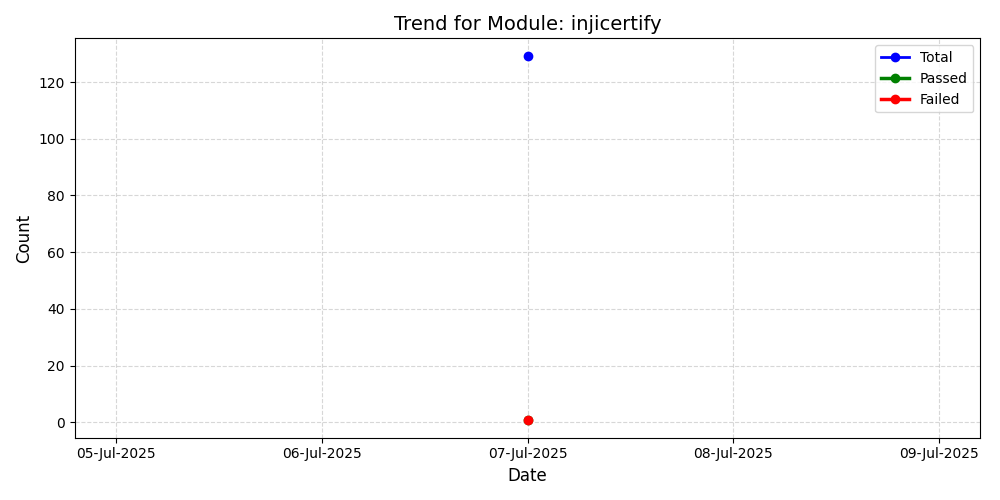 Trend for Module: injicertify
Total
Passed
Failed
120
100
80
60
40
20
0
Count
05-Jul-2025
06-Jul-2025
07-Jul-2025
08-Jul-2025
09-Jul-2025
Date